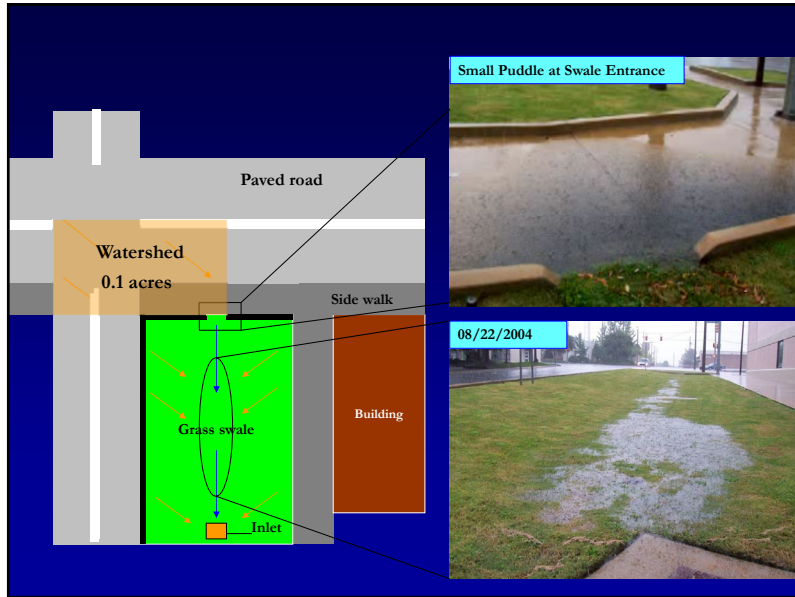 Small Puddle at Swale Entrance
Paved road
Watershed
0.1 acres
Side walk
08/22/2004
Building
Grass swale
Inlet